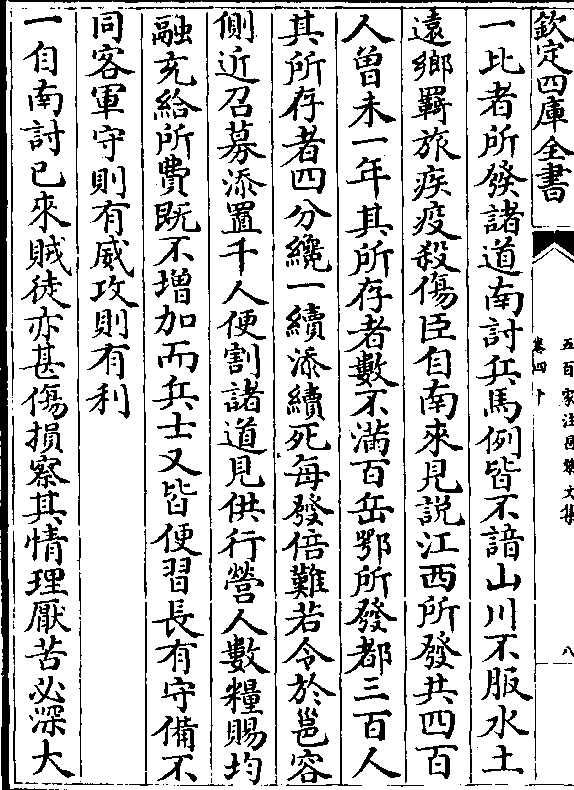 欽定四庫全書
五百家注昌黎文集
卷四十
八
一比者所發諸道南討兵馬例皆不諳山川不服水土
遠鄉羇旅疾疫殺傷臣自南來見説江西所發共四百
人曾未一年其所存者數不滿百岳鄂所發都三百人
其所存者四分纔一續添續死每發倍難若令於邕容
側近召募添置千人便割諸道見供行營人數糧賜均
融充給所費既不増加而兵士又皆便習長有守備不
同客軍守則有威攻則有利
一自南討已來賊徒亦甚傷損察其情理厭苦必深大